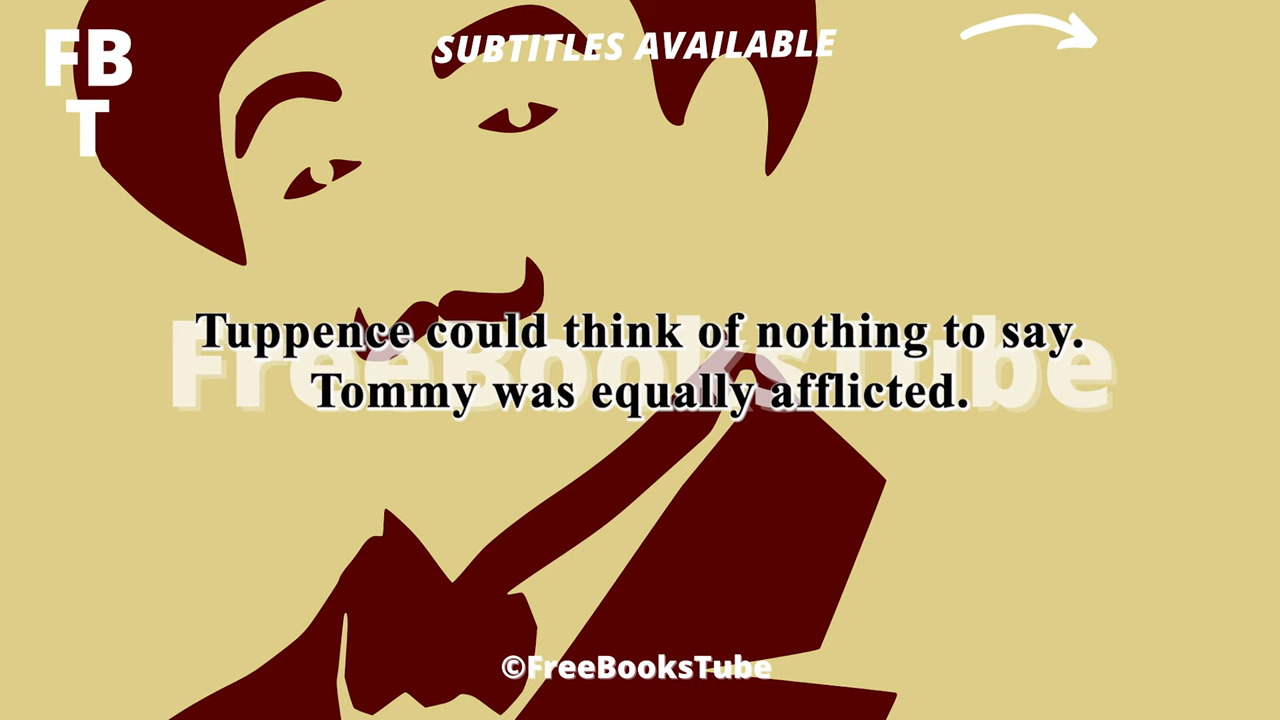 FB
T
SUBTITLES AVAILABLE
Tuppence could think of nothing to say.
FreeBooksTube
Tommy was equally afflicted.
©FreeBooksTube